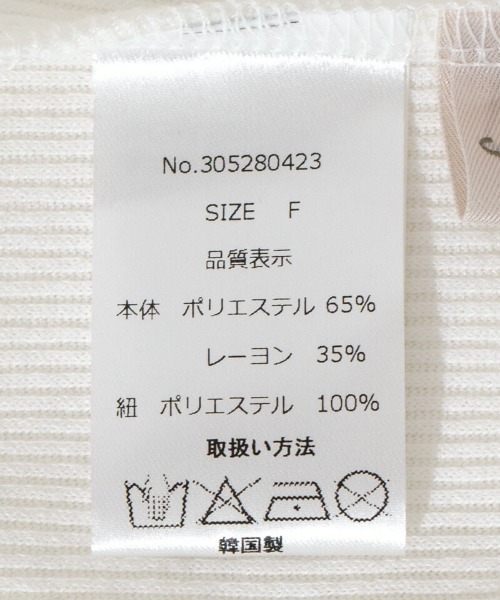 No.305280423
SIZE F
品質表示
本体 ポリエステル 65%
レーヨン 35%
紐 ポリエステル 100%
取扱い方法
韓国製